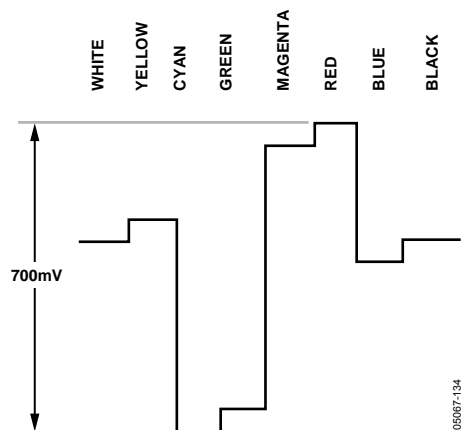 WHITE
YELLOW
CYAN
GREEN
MAGENTA
RED
BLUE
BLACK
700mV
05067-134